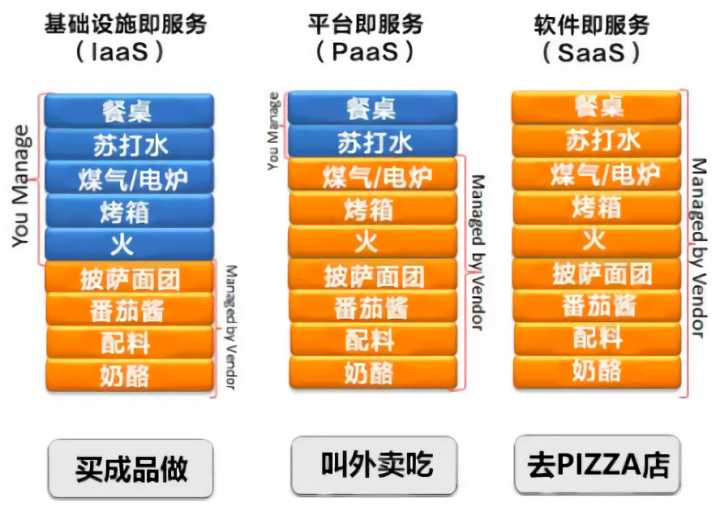 基础设施即服务
（IaaS）
You Manage
餐桌
苏打水
煤气/电炉
烤箱
火
披萨面团
番茄酱
配料
奶酪
Managed by Vendor
买成品做
平台即服务
（PaaS）
You Manage
餐桌
苏打水
煤气/电炉
烤箱
火
披萨面团
番茄酱
配料
奶酪
Managed by Vendor
叫外卖吃
软件即服务
（SaaS）
餐桌
苏打水
煤气/电炉
烤箱
火
披萨面团
番茄酱
配料
奶酪
Managed by Vendor
去PIZZA店